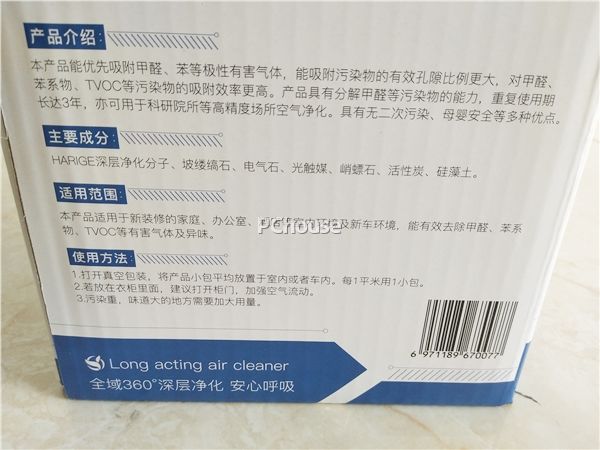 产品介绍:
本产品能优先吸附甲醛、苯等极性有害气体，能吸附污染物的有效孔隙比例更大，对甲醛、
苯系物、TVOC等污染物的吸附效率更高。产品具有分解甲醛等污染物的能力，重复使用期
长达3年，亦可用于科研院所等高精度场所空气净化。具有无二次污染、母婴安全等多种优点。
主要成分:
HARIGE深层净化分子、坡缕缟石、电气石、光触媒、峭螵石、活性炭、硅藻土。
适用范围:
本产品适用于新装修的家庭、办公室、室内环境及新车环境，能有效去除甲醛、苯系
物、TVOC等有害气体及异味。
PChouse
使用方法:
1.打开真空包装，将产品小包平均放置于室内或者车内。每1平米用1小包。
2.若放在衣柜里面，建议打开柜门，加强空气流动。
3.污染重，味道大的地方需要加大用量。
6 971189 670077
Long acting air cleaner
全域360°深层净化 安心呼吸